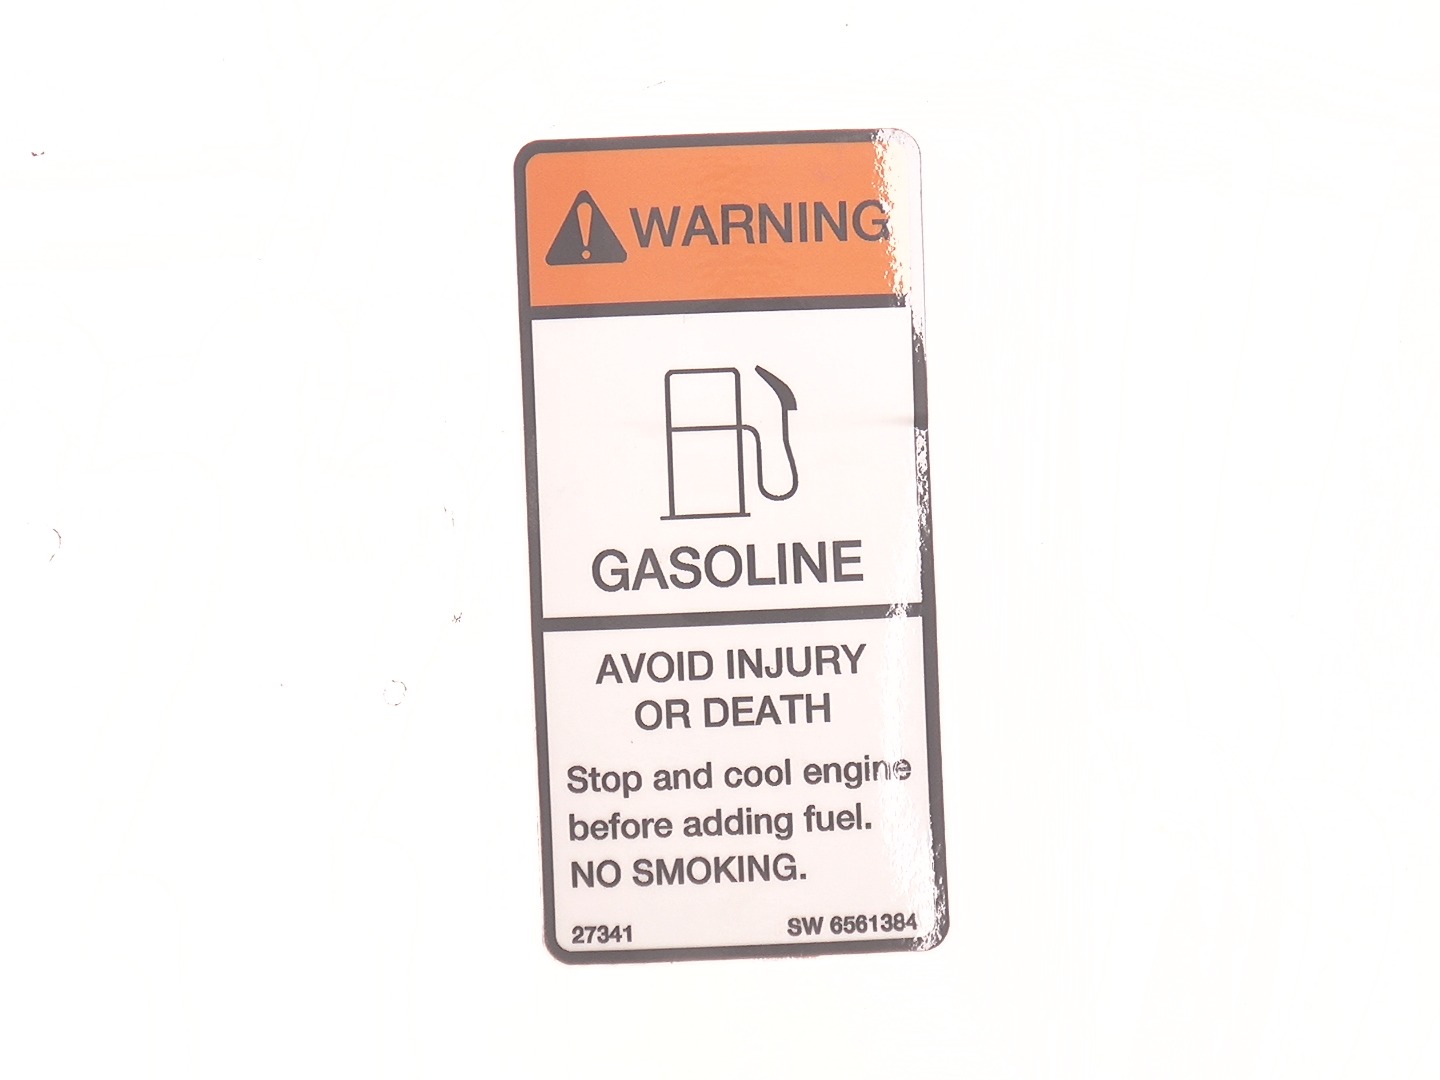 WARNING
GASOLINE
AVOID INJURY
OR DEATH
Stop and cool engine
before adding fuel.
NO SMOKING.
27341 SW 6561384